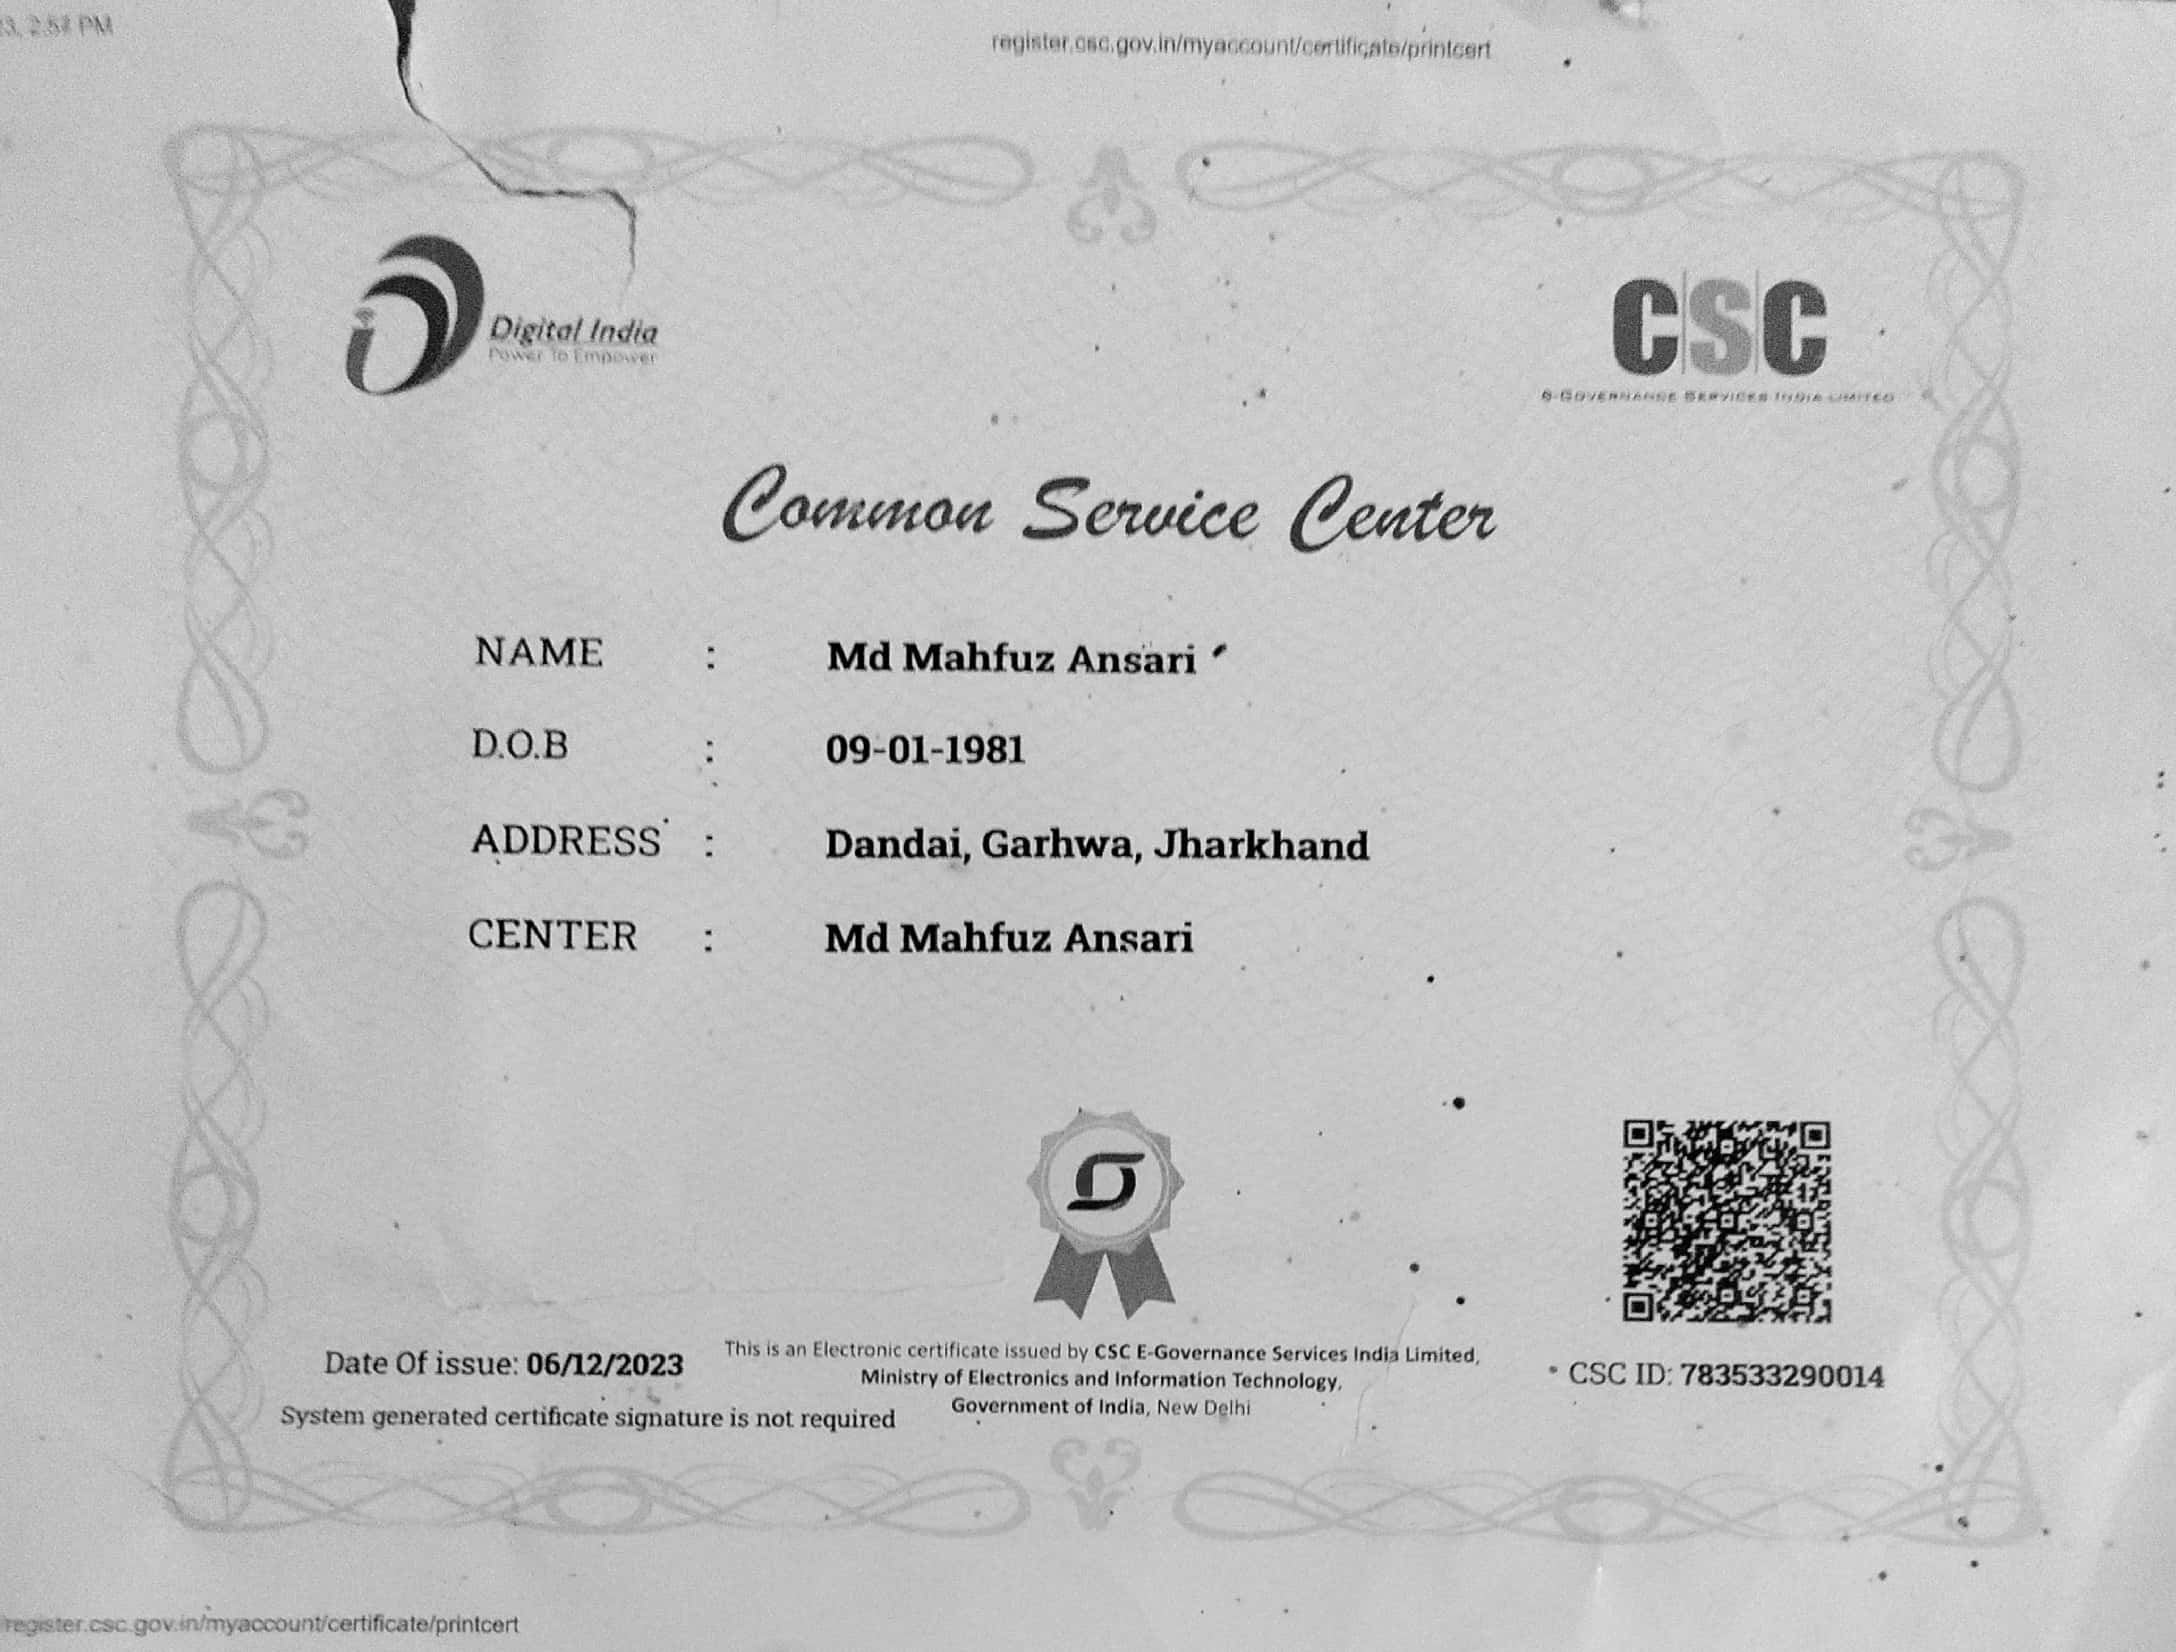 2:57 PM
register.csc.gov.in/myaccount/certificate/printcert
Digital India
Power To Empower
CSC
e-Governance Services India Limited
Common Service Center
NAME : Md Mahfuz Ansari
D.O.B : 09-01-1981
ADDRESS : Dandai, Garhwa, Jharkhand
CENTER : Md Mahfuz Ansari
Date Of issue: 06/12/2023
System generated certificate signature is not required
This is an Electronic certificate issued by CSC E-Governance Services India Limited,
Ministry of Electronics and Information Technology,
Government of India, New Delhi
CSC ID: 783533290014
register.csc.gov.in/myaccount/certificate/printcert